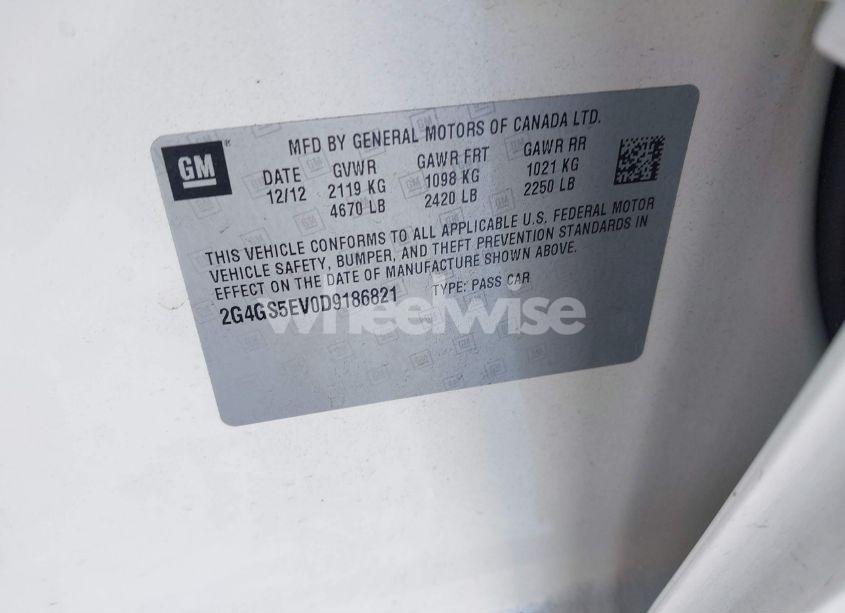 GM
MFD BY GENERAL MOTORS OF CANADA LTD.
DATE GVWR GAWR FRT GAWR RR
12/12 2119 KG 1098 KG 1021 KG
4670 LB 2420 LB 2250 LB
THIS VEHICLE CONFORMS TO ALL APPLICABLE U.S. FEDERAL MOTOR
VEHICLE SAFETY, BUMPER, AND THEFT PREVENTION STANDARDS IN
EFFECT ON THE DATE OF MANUFACTURE SHOWN ABOVE.
2G4GS5EV0D9186821 TYPE: PASS CAR
wheelwise